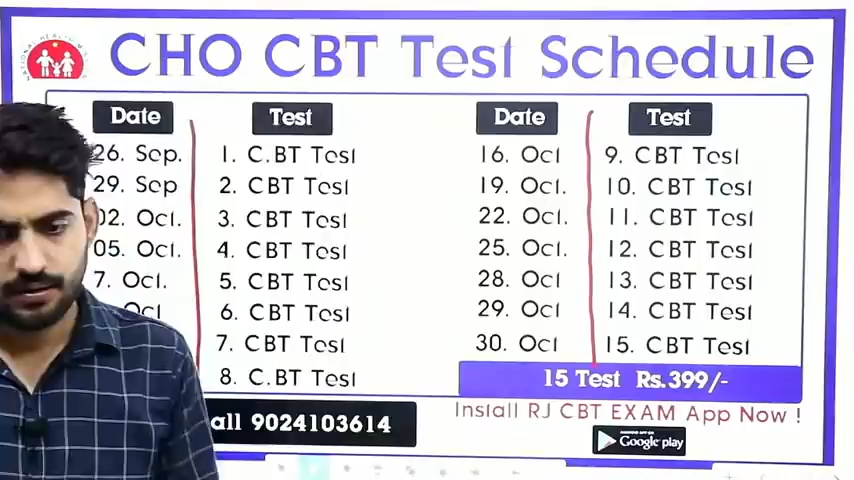 CHO CBT Test Schedule
Date Test Date Test
26. Sep. 1. C.BT Test 16. Oct 9. CBT Test
29. Sep 2. CBT Test 19. Oct. 10. CBT Test
02. Oct. 3. CBT Test 22. Oct. 11. CBT Test
05. Oct. 4. CBT Test 25. Oct. 12. CBT Test
7. Oct. 5. CBT Test 28. Oct 13. CBT Test
Oct 6. CBT Test 29. Oct 14. CBT Test
7. CBT Test 30. Oct 15. CBT Test
8. C.BT Test 15 Test Rs.399/-
all 9024103614
Install RJ CBT EXAM App Now !
ANDROID APP ON
Google play